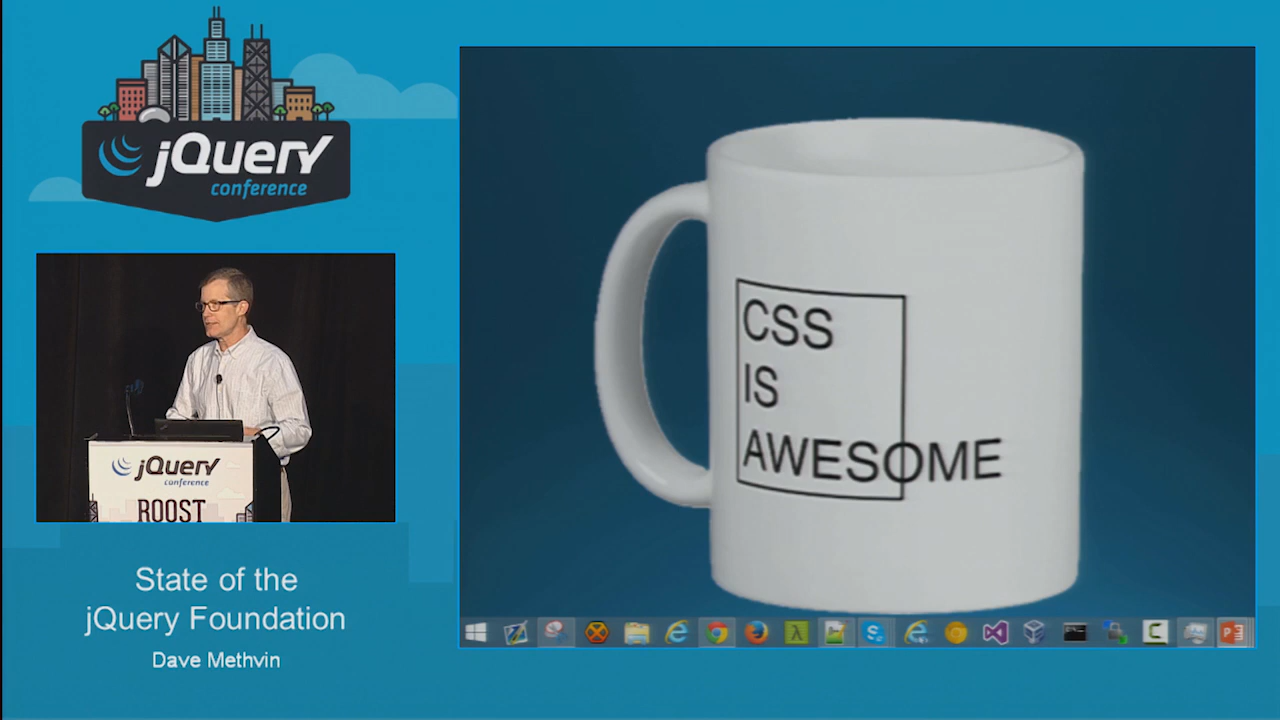 jQuery
conference
jQuery
conference
ROOST
State of the
jQuery Foundation
Dave Methvin
CSS
IS
AWESOME